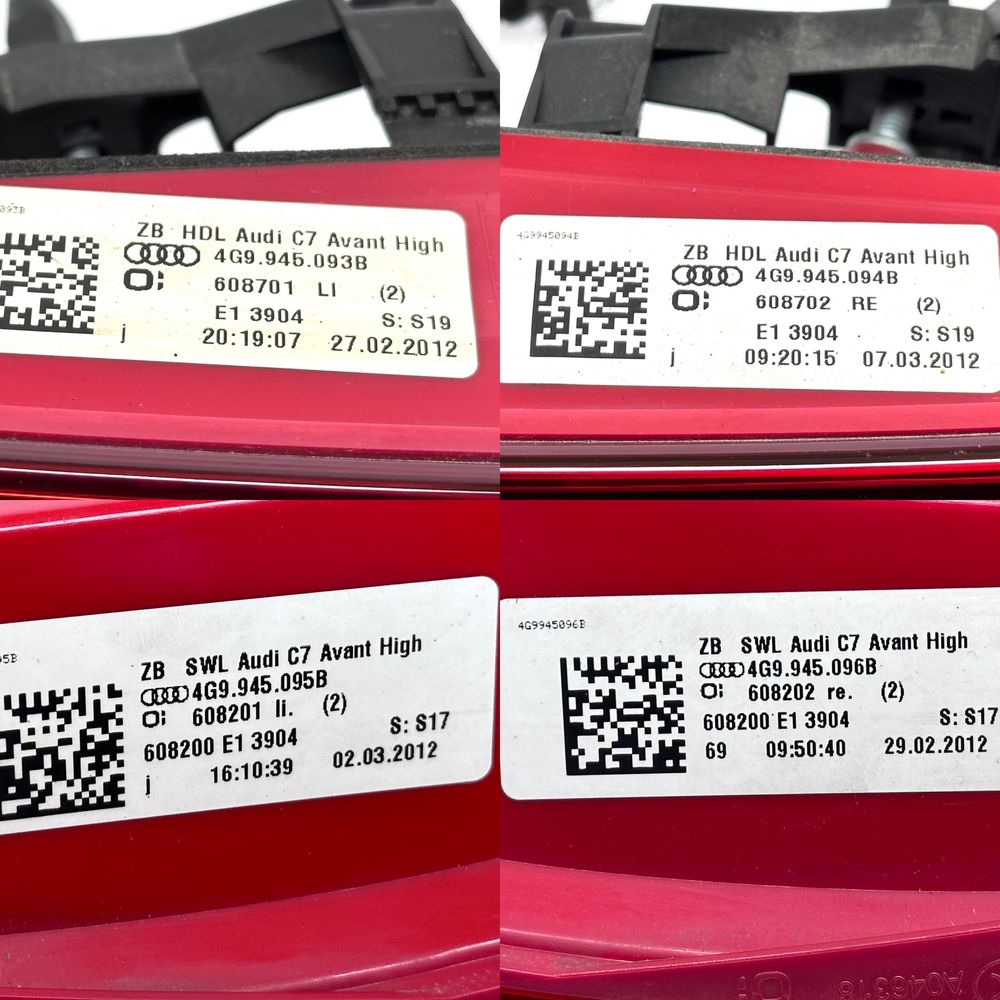 093B
ZB HDL Audi C7 Avant High
4G9.945.093B
608701 LI (2)
E1 3904 S: S19
j 20:19:07 27.02.2012
4G9945094B
ZB HDL Audi C7 Avant High
4G9.945.094B
608702 RE (2)
E1 3904 S: S19
j 09:20:15 07.03.2012
95B
ZB SWL Audi C7 Avant High
4G9.945.095B
608201 li. (2)
608200 E1 3904 S: S17
j 16:10:39 02.03.2012
4G9945096B
ZB SWL Audi C7 Avant High
4G9.945.096B
608202 re. (2)
608200 E1 3904 S: S17
69 09:50:40 29.02.2012
A046318